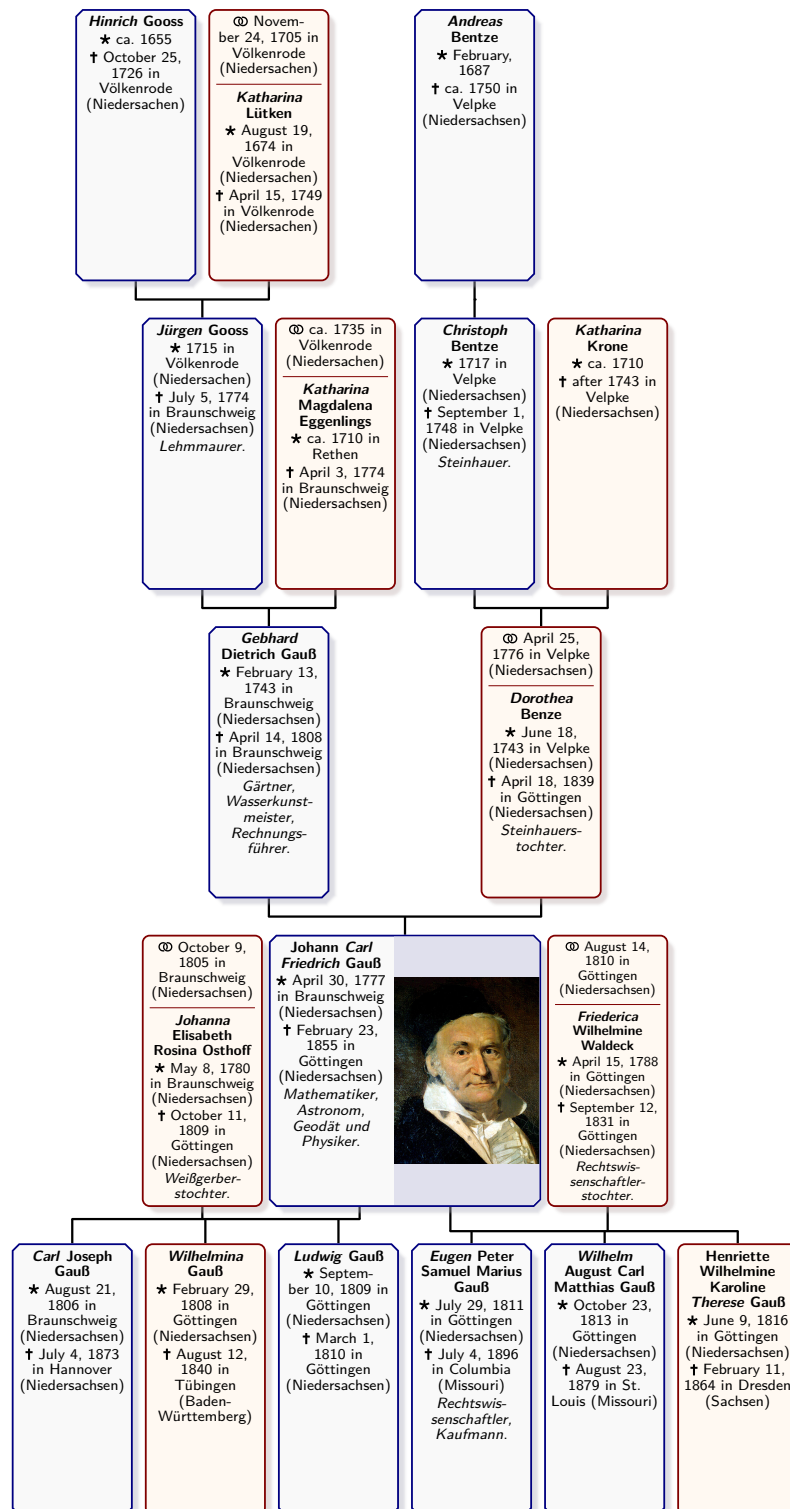 Hinrich Gooss
★ ca. 1655
† October 25,
1726 in
Völkenrode
(Niedersachen)
⚭ Novem-
ber 24, 1705 in
Völkenrode
(Niedersachen)
Katharina
Lütken
★ August 19,
1674 in
Völkenrode
(Niedersachen)
† April 15, 1749
in Völkenrode
(Niedersachen)
Andreas
Bentze
★ February,
1687
† ca. 1750 in
Velpke
(Niedersachsen)
Jürgen Gooss
★ 1715 in
Völkenrode
(Niedersachen)
† July 5, 1774
in Braunschweig
(Niedersachsen)
Lehmmaurer.
⚭ ca. 1735 in
Völkenrode
(Niedersachen)
Katharina
Magdalena
Eggenlings
★ ca. 1710 in
Rethen
† April 3, 1774
in Braunschweig
(Niedersachsen)
Christoph
Bentze
★ 1717 in
Velpke
(Niedersachsen)
† September 1,
1748 in Velpke
(Niedersachsen)
Steinhauer.
Katharina
Krone
★ ca. 1710
† after 1743 in
Velpke
(Niedersachsen)
Gebhard
Dietrich Gauß
★ February 13,
1743 in
Braunschweig
(Niedersachsen)
† April 14, 1808
in Braunschweig
(Niedersachsen)
Gärtner,
Wasserkunst-
meister,
Rechnungs-
führer.
⚭ April 25,
1776 in Velpke
(Niedersachsen)
Dorothea
Benze
★ June 18,
1743 in Velpke
(Niedersachsen)
† April 18, 1839
in Göttingen
(Niedersachsen)
Steinhauers-
tochter.
⚭ October 9,
1805 in
Braunschweig
(Niedersachsen)
Johanna
Elisabeth
Rosina Osthoff
★ May 8, 1780
in Braunschweig
(Niedersachsen)
† October 11,
1809 in
Göttingen
(Niedersachsen)
Weißgerber-
stochter.
Johann Carl
Friedrich Gauß
★ April 30, 1777
in Braunschweig
(Niedersachsen)
† February 23,
1855 in
Göttingen
(Niedersachsen)
Mathematiker,
Astronom,
Geodät und
Physiker.
⚭ August 14,
1810 in
Göttingen
(Niedersachsen)
Friederica
Wilhelmine
Waldeck
★ April 15, 1788
in Göttingen
(Niedersachsen)
† September 12,
1831 in
Göttingen
(Niedersachsen)
Rechtswis-
senschaftler-
stochter.
Carl Joseph
Gauß
★ August 21,
1806 in
Braunschweig
(Niedersachsen)
† July 4, 1873
in Hannover
(Niedersachsen)
Wilhelmina
Gauß
★ February 29,
1808 in
Göttingen
(Niedersachsen)
† August 12,
1840 in
Tübingen
(Baden-
Württemberg)
Ludwig Gauß
★ Septem-
ber 10, 1809 in
Göttingen
(Niedersachsen)
† March 1,
1810 in
Göttingen
(Niedersachsen)
Eugen Peter
Samuel Marius
Gauß
★ July 29, 1811
in Göttingen
(Niedersachsen)
† July 4, 1896
in Columbia
(Missouri)
Rechtswis-
senschaftler,
Kaufmann.
Wilhelm
August Carl
Matthias Gauß
★ October 23,
1813 in
Göttingen
(Niedersachsen)
† August 23,
1879 in St.
Louis (Missouri)
Henriette
Wilhelmine
Karoline
Therese Gauß
★ June 9, 1816
in Göttingen
(Niedersachsen)
† February 11,
1864 in Dresden
(Sachsen)